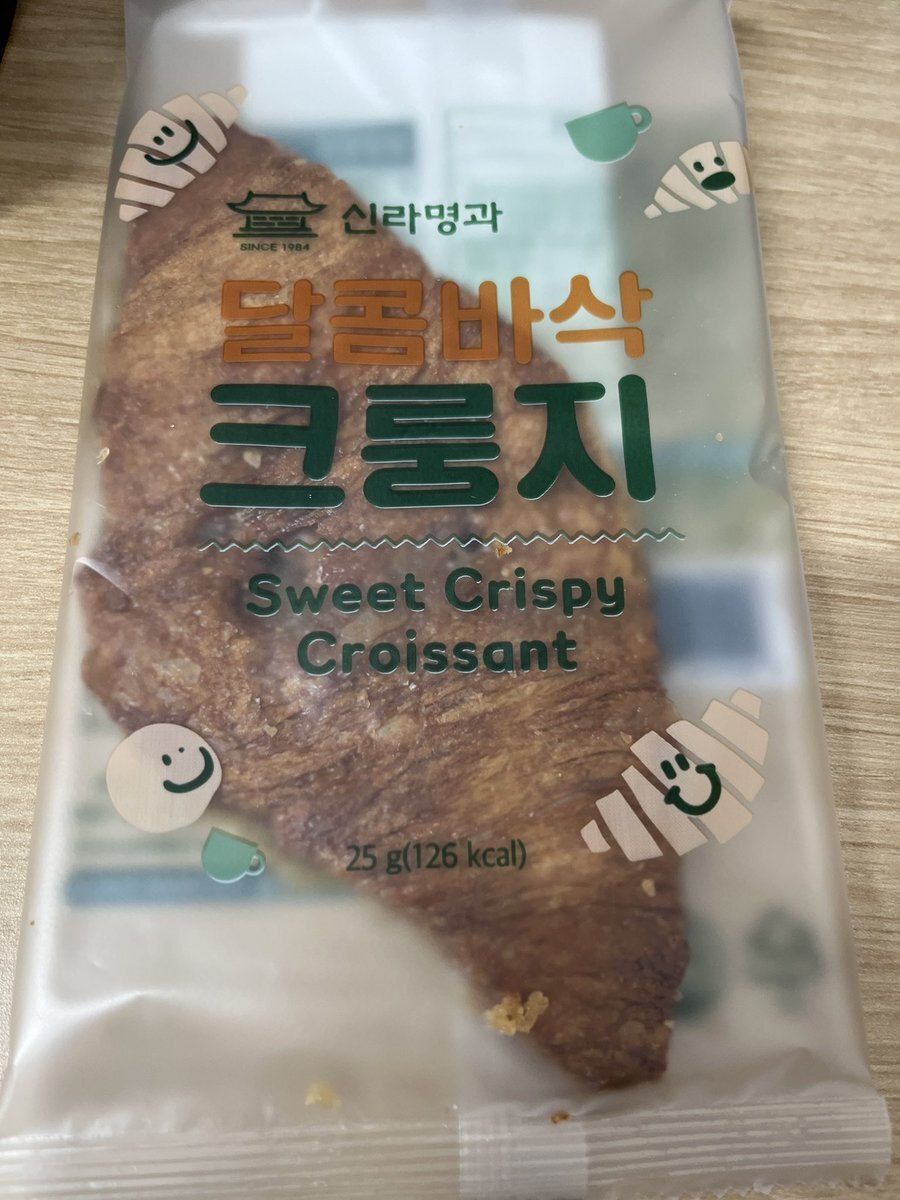 신라명과
SINCE 1984
달콤바삭
크룽지
Sweet Crispy
Croissant
25 g(126 kcal)